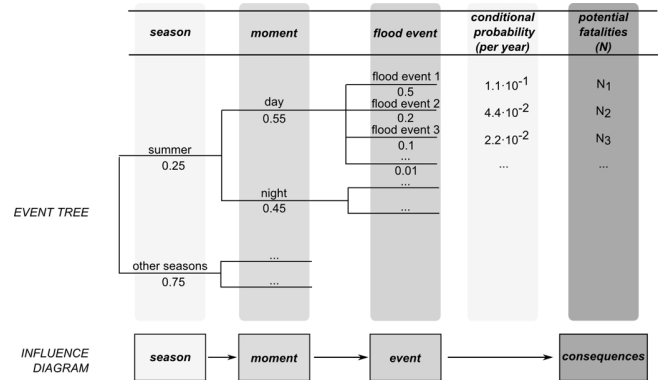 season
moment
flood event
conditional
probability
(per year)
potential
fatalities
(N)
flood event 1
0.5
1.1·10-1
N1
day
0.55
flood event 2
0.2
4.4·10-2
N2
flood event 3
0.1
2.2·10-2
N3
...
0.01
...
...
summer
0.25
night
0.45
...
...
EVENT TREE
other seasons
0.75
...
...
INFLUENCE
DIAGRAM
season
moment
event
consequences